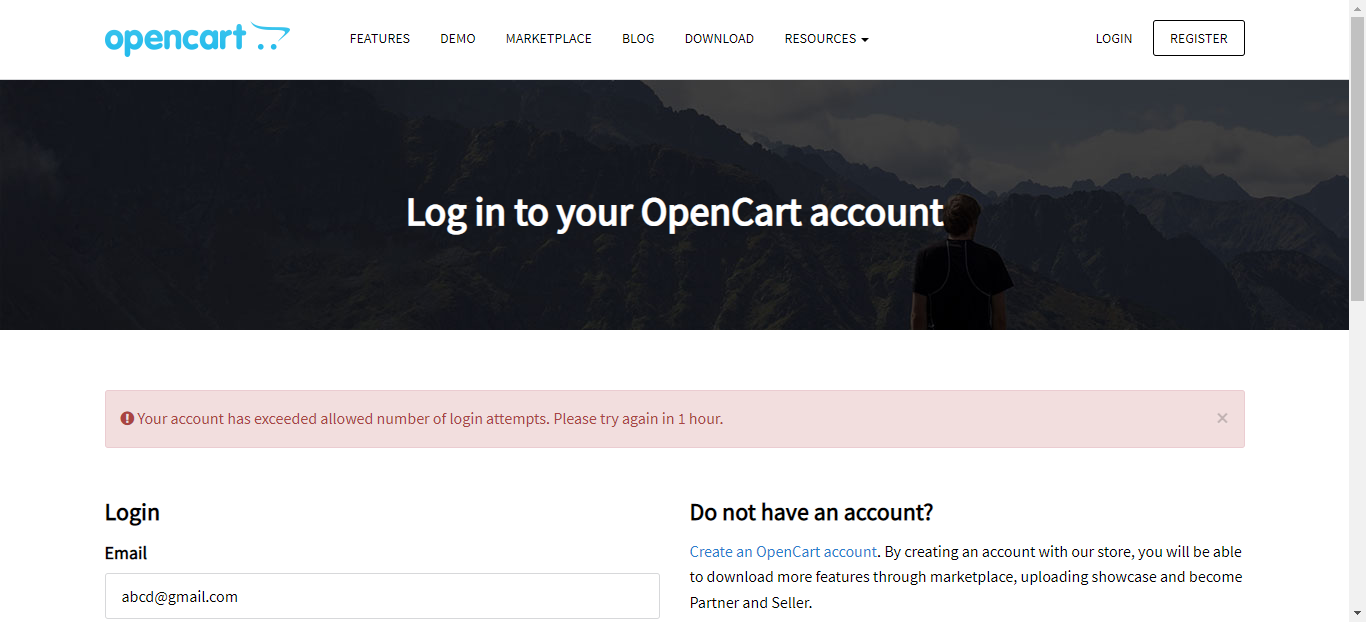 opencart
FEATURES
DEMO
MARKETPLACE
BLOG
DOWNLOAD
RESOURCES
LOGIN
REGISTER
Log in to your OpenCart account
Your account has exceeded allowed number of login attempts. Please try again in 1 hour.
Login
Email
abcd@gmail.com
Do not have an account?
Create an OpenCart account. By creating an account with our store, you will be able
to download more features through marketplace, uploading showcase and become
Partner and Seller.